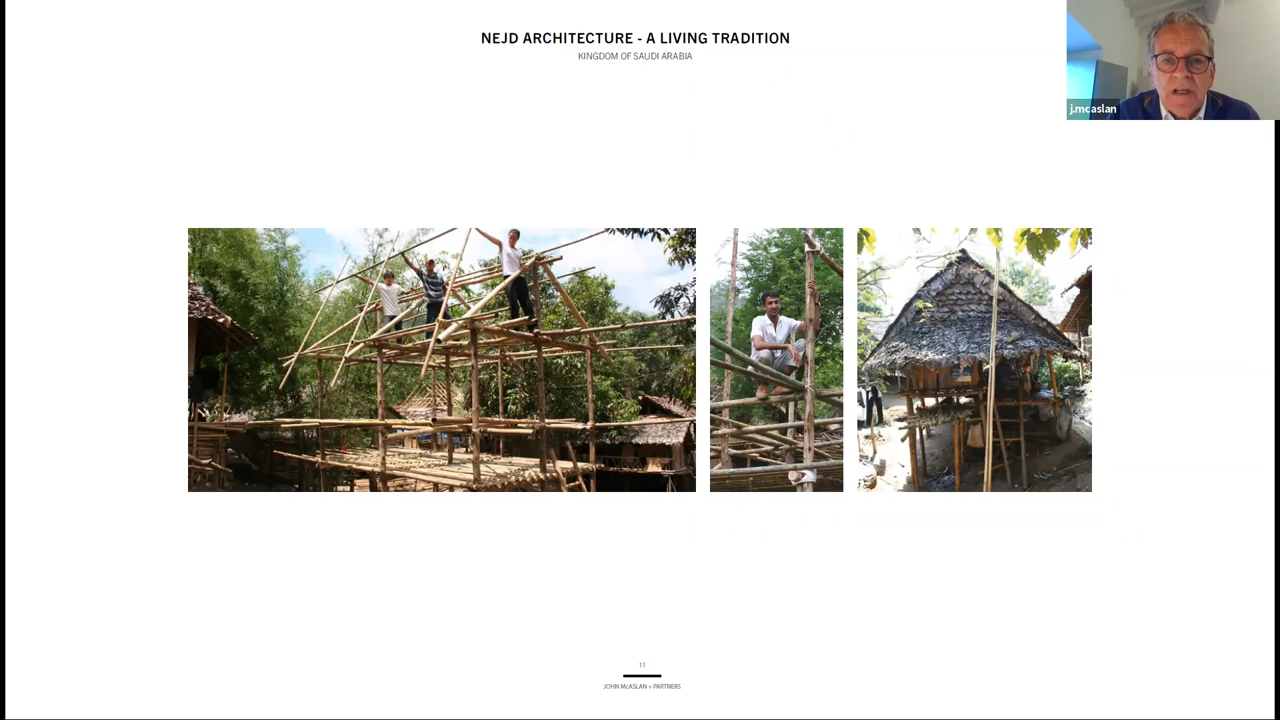 NEJD ARCHITECTURE - A LIVING TRADITION
KINGDOM OF SAUDI ARABIA
j.mcaslan
11
JOHN McASLAN + PARTNERS